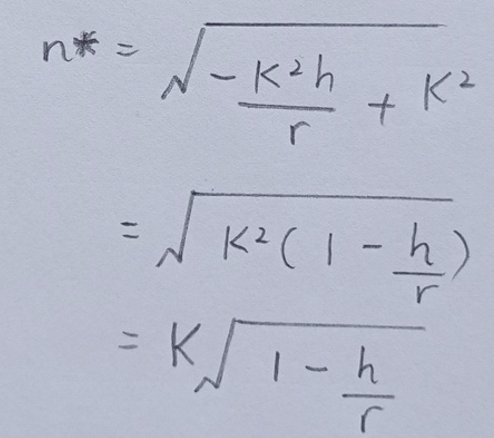 n* = √(-K²h/r + K²)
= √(K²(1 - h/r))
= K√(1 - h/r)